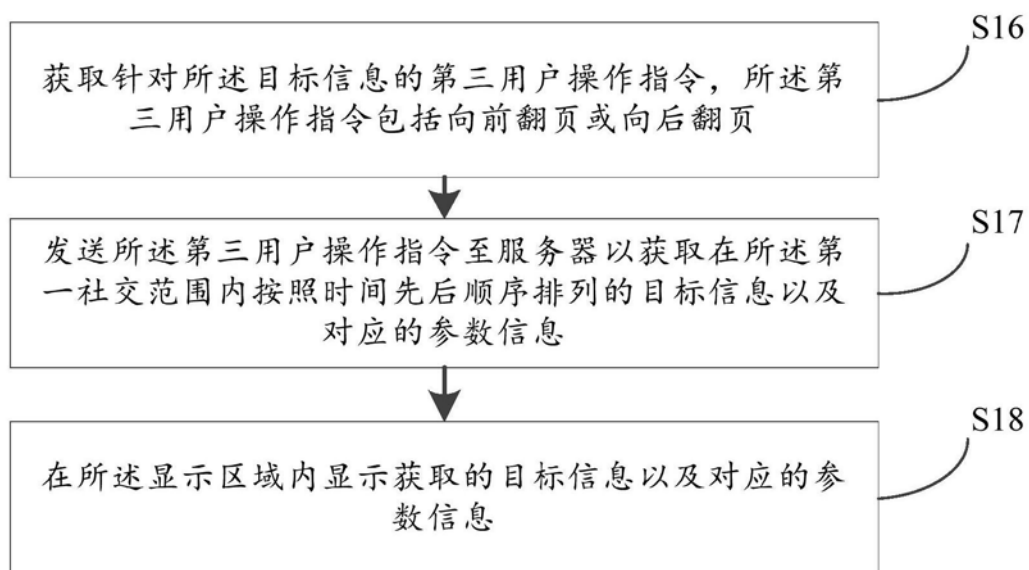 S16
获取针对所述目标信息的第三用户操作指令，所述第
三用户操作指令包括向前翻页或向后翻页
S17
发送所述第三用户操作指令至服务器以获取在所述第
一社交范围内按照时间先后顺序排列的目标信息以及
对应的参数信息
S18
在所述显示区域内显示获取的目标信息以及对应的参
数信息